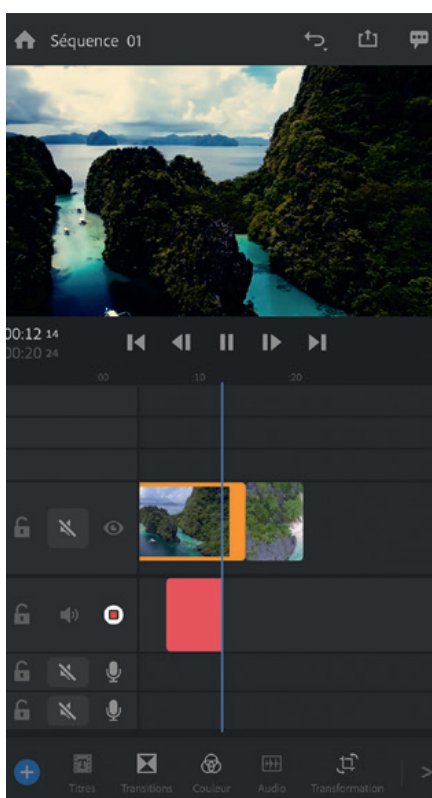 Séquence 01
00:12 14
00:20 24
:00 :10 :20
Titres Transitions Couleur Audio Transformation